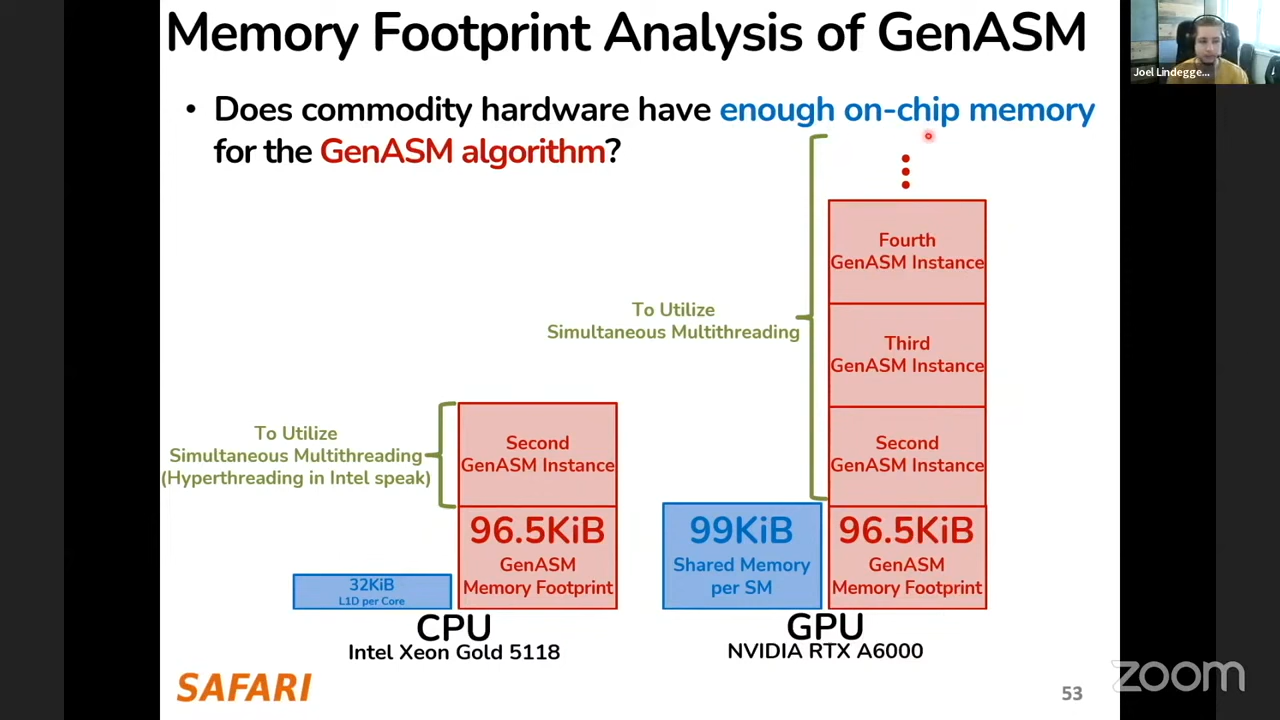 Memory Footprint Analysis of GenASM
Joel Lindegge...
• Does commodity hardware have enough on-chip memory
for the GenASM algorithm?
To Utilize
Simultaneous Multithreading
(Hyperthreading in Intel speak)
Second
GenASM Instance
96.5KiB
GenASM
Memory Footprint
32KiB
L1D per Core
CPU
Intel Xeon Gold 5118
To Utilize
Simultaneous Multithreading
Fourth
GenASM Instance
Third
GenASM Instance
Second
GenASM Instance
99KiB
Shared Memory
per SM
96.5KiB
GenASM
Memory Footprint
GPU
NVIDIA RTX A6000
SAFARI
53
zoom